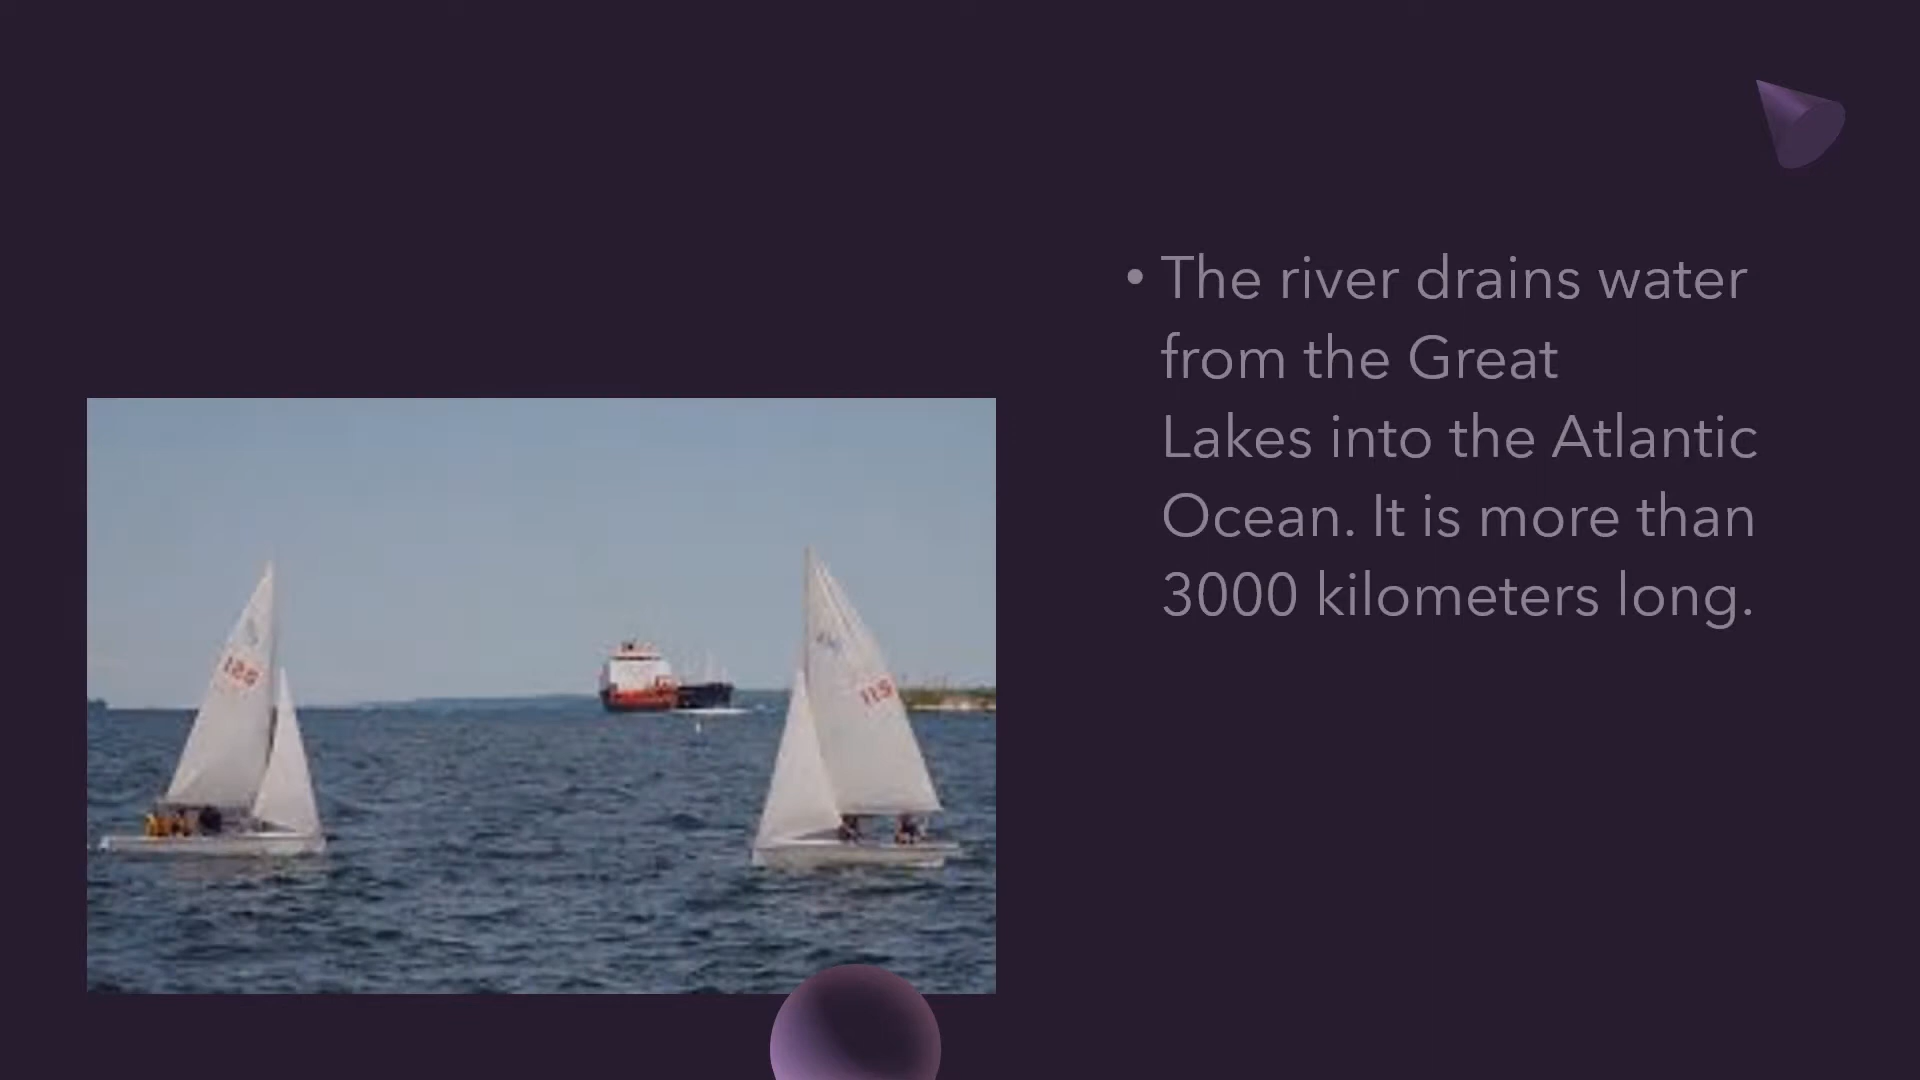 • The river drains water
from the Great
Lakes into the Atlantic
Ocean. It is more than
3000 kilometers long.
115